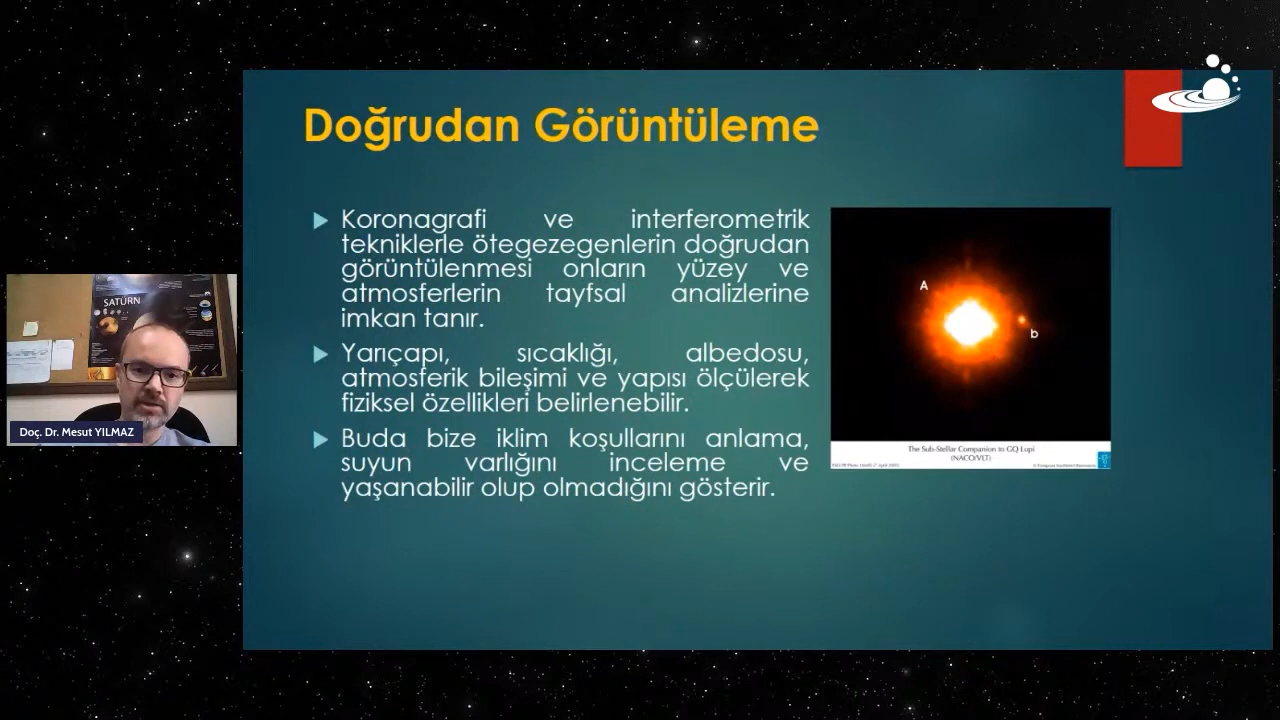 Doğrudan Görüntüleme
Koronagrafi ve interferometrik
tekniklerle ötegezegenlerin doğrudan
görüntülenmesi onların yüzey ve
atmosferlerin tayfsal analizlerine
imkan tanır.
Yarıçapı, sıcaklığı, albedosu,
atmosferik bileşimi ve yapısı ölçülerek
fiziksel özellikleri belirlenebilir.
Buda bize iklim koşullarını anlama,
suyun varlığını inceleme ve
yaşanabilir olup olmadığını gösterir.
A
b
The Sub-Stellar Companion to GQ Lupi
(NACO/VLT)
SATÜRN
Doç. Dr. Mesut YILMAZ